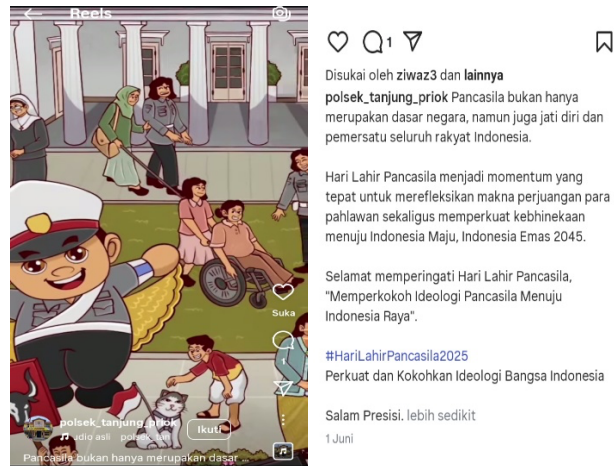 Reels
Suka
1
polsek_tanjung_priok
Ikuti
udio asli polsek_tan
Pancasila bukan hanya merupakan dasar ...
1
Disukai oleh ziwaz3 dan lainnya
polsek_tanjung_priok Pancasila bukan hanya
merupakan dasar negara, namun juga jati diri dan
pemersatu seluruh rakyat Indonesia.
Hari Lahir Pancasila menjadi momentum yang
tepat untuk merefleksikan makna perjuangan para
pahlawan sekaligus memperkuat kebhinekaan
menuju Indonesia Maju, Indonesia Emas 2045.
Selamat memperingati Hari Lahir Pancasila,
"Memperkokoh Ideologi Pancasila Menuju
Indonesia Raya".
#HariLahirPancasila2025
Perkuat dan Kokohkan Ideologi Bangsa Indonesia
Salam Presisi. lebih sedikit
1 Juni